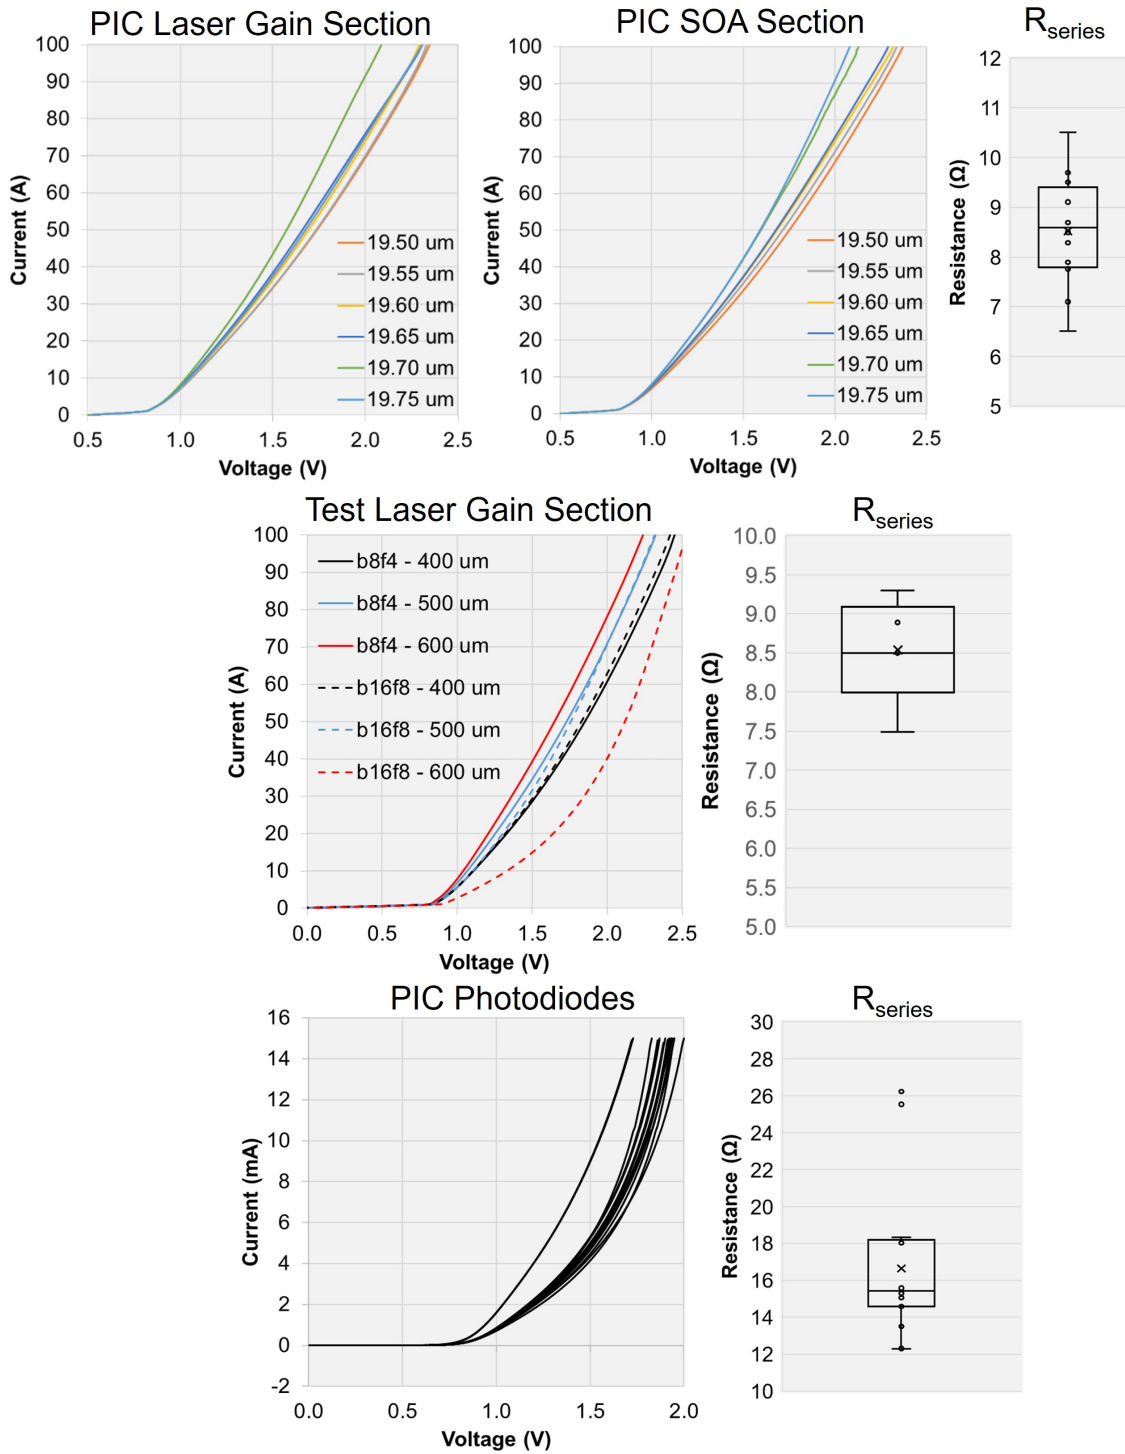 PIC Laser Gain Section
100
90
80
70
60
50
40
30
20
10
0
Current (A)
19.50 um
19.55 um
19.60 um
19.65 um
19.70 um
19.75 um
0.5 1.0 1.5 2.0 2.5
Voltage (V)
PIC SOA Section
100
90
80
70
60
50
40
30
20
10
0
Current (A)
19.50 um
19.55 um
19.60 um
19.65 um
19.70 um
19.75 um
0.5 1.0 1.5 2.0 2.5
Voltage (V)
Rseries
12
11
10
9
8
7
6
5
Resistance (Ω)
Test Laser Gain Section
100
90
80
70
60
50
40
30
20
10
0
Current (A)
b8f4 - 400 um
b8f4 - 500 um
b8f4 - 600 um
b16f8 - 400 um
b16f8 - 500 um
b16f8 - 600 um
0.0 0.5 1.0 1.5 2.0 2.5
Voltage (V)
Rseries
10.0
9.5
9.0
8.5
8.0
7.5
7.0
6.5
6.0
5.5
5.0
Resistance (Ω)
PIC Photodiodes
16
14
12
10
8
6
4
2
0
-2
Current (mA)
0.0 0.5 1.0 1.5 2.0
Voltage (V)
Rseries
30
28
26
24
22
20
18
16
14
12
10
Resistance (Ω)